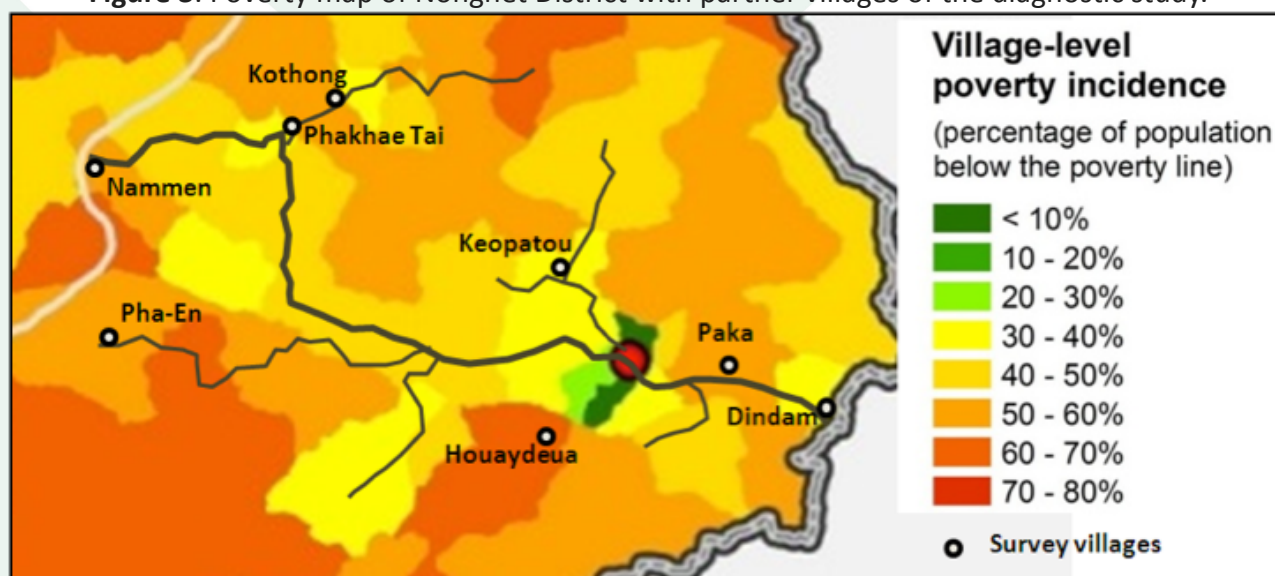 Figure 3. Poverty map of Nonghet District with partner villages of the diagnostic study.
Kothong
Phakhae Tai
Nammen
Keopatou
Pha-En
Paka
Dindam
Houaydeua
Village-level
poverty incidence
(percentage of population
below the poverty line)
< 10%
10 - 20%
20 - 30%
30 - 40%
40 - 50%
50 - 60%
60 - 70%
70 - 80%
Survey villages